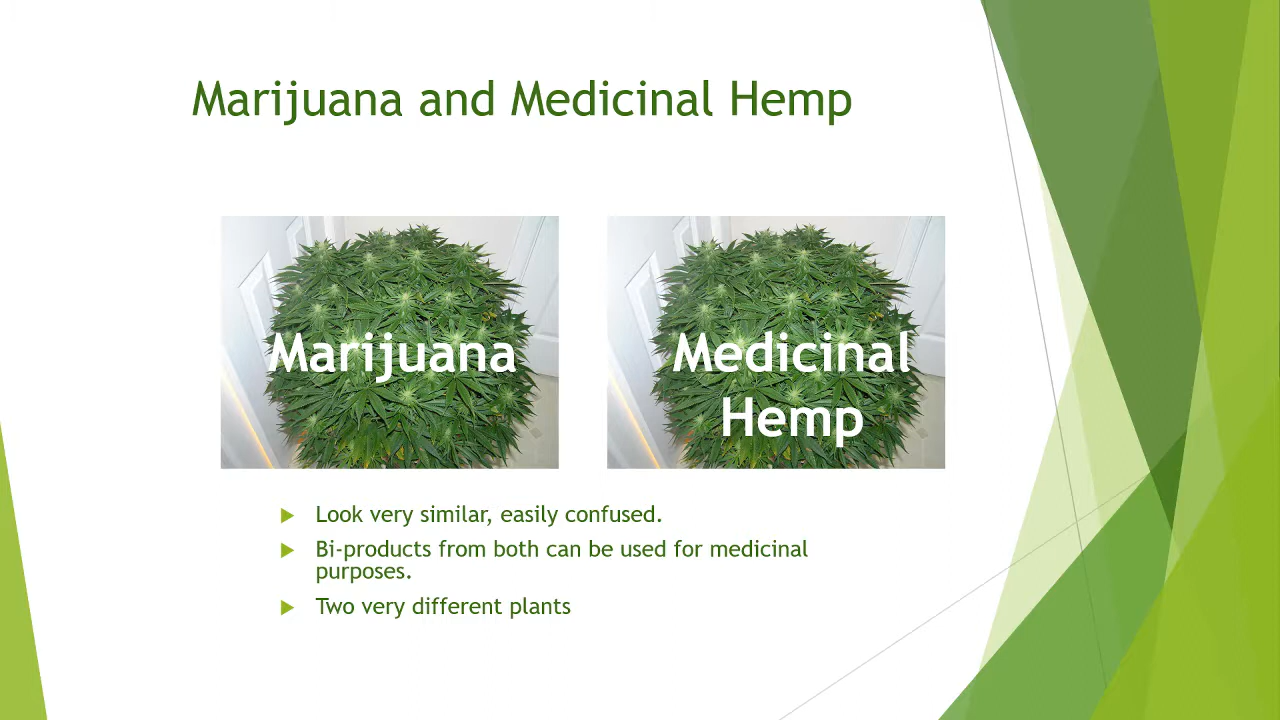 Marijuana and Medicinal Hemp
Marijuana
Medicinal
Hemp
Look very similar, easily confused.
Bi-products from both can be used for medicinal
purposes.
Two very different plants